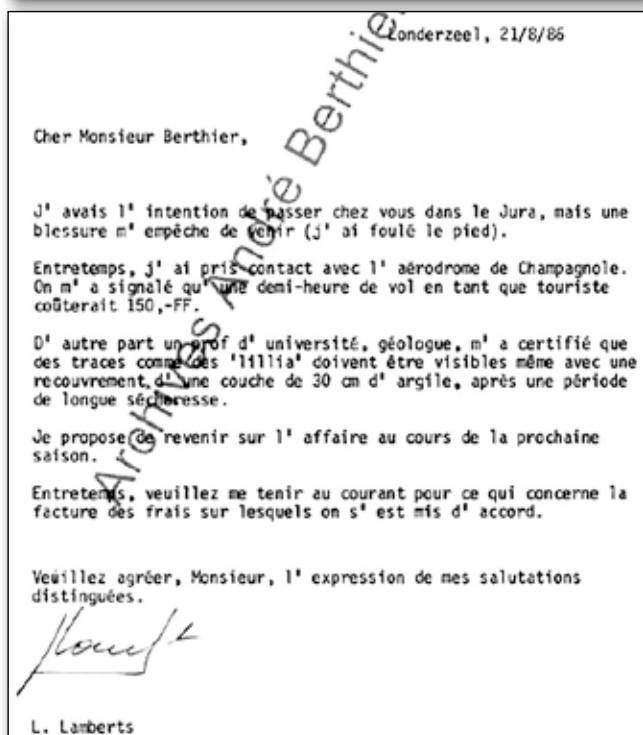 Londerzeel, 21/8/86
Cher Monsieur Berthier,
J' avais l' intention de passer chez vous dans le Jura, mais une
blessure m' empêche de venir (j' ai foulé le pied).
Entretemps, j' ai pris contact avec l' aérodrome de Champagnole.
On m' a signalé qu' une demi-heure de vol en tant que touriste
coûterait 150,-FF.
D' autre part un prof d' université, géologue, m' a certifié que
des traces comme des 'lillia' doivent être visibles même avec une
recouvrement d' une couche de 30 cm d' argile, après une période
de longue sécheresse.
Je propose de revenir sur l' affaire au cours de la prochaine
saison.
Entretemps, veuillez me tenir au courant pour ce qui concerne la
facture des frais sur lesquels on s' est mis d' accord.
Veuillez agréer, Monsieur, l' expression de mes salutations
distinguées.
L. Lamberts
Archives André Berthier